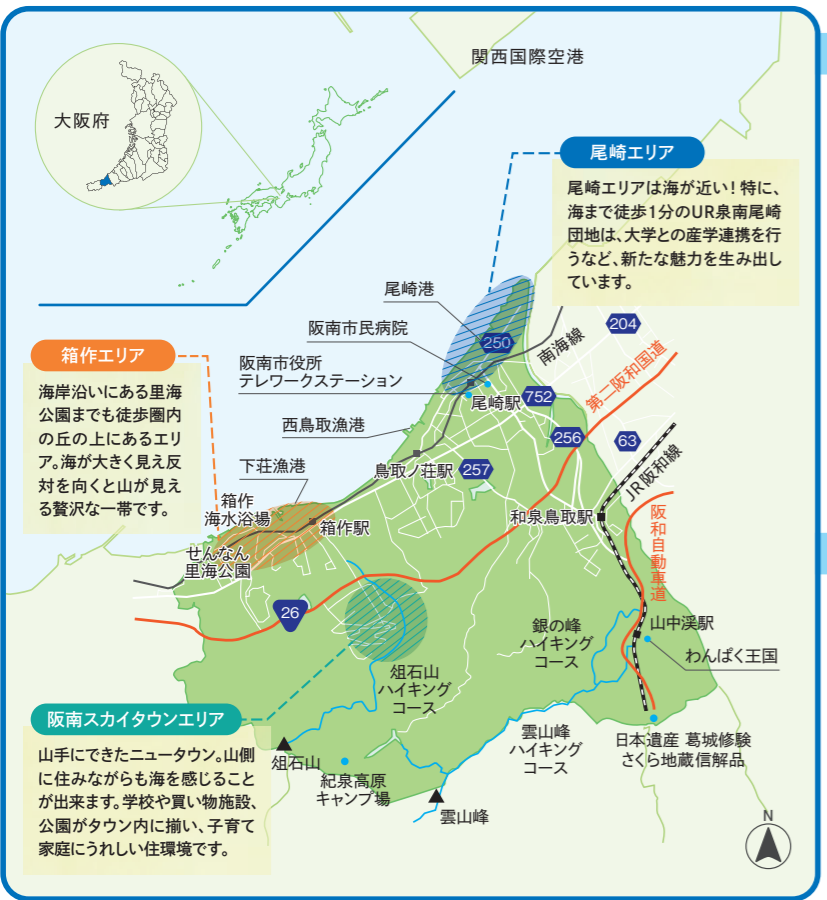 関西国際空港
大阪府
尾崎エリア
尾崎エリアは海が近い！特に、
海まで徒歩1分のUR泉南尾崎
団地は、大学との産学連携を行
うなど、新たな魅力を生み出し
ています。
尾崎港
阪南市民病院
阪南市役所
テレワークステーション
西鳥取漁港
下荘漁港
箱作
海水浴場
せんなん
里海公園
箱作エリア
海岸沿いにある里海
公園までも徒歩圏内
の丘の上にあるエリ
ア。海が大きく見え反
対を向くと山が見え
る贅沢な一帯です。
250
204
南海線
第二阪和国道
尾崎駅
752
256
63
鳥取ノ荘駅
257
JR阪和線
箱作駅
和泉鳥取駅
阪和自動車道
26
山中渓駅
わんぱく王国
銀の峰
ハイキング
コース
俎石山
ハイキング
コース
雲山峰
ハイキング
コース
日本遺産 葛城修験
さくら地蔵信解品
阪南スカイタウンエリア
山手にできたニュータウン。山側
に住みながらも海を感じること
が出来ます。学校や買い物施設、
公園がタウン内に揃い、子育て
家庭にうれしい住環境です。
俎石山
紀泉高原
キャンプ場
雲山峰
N